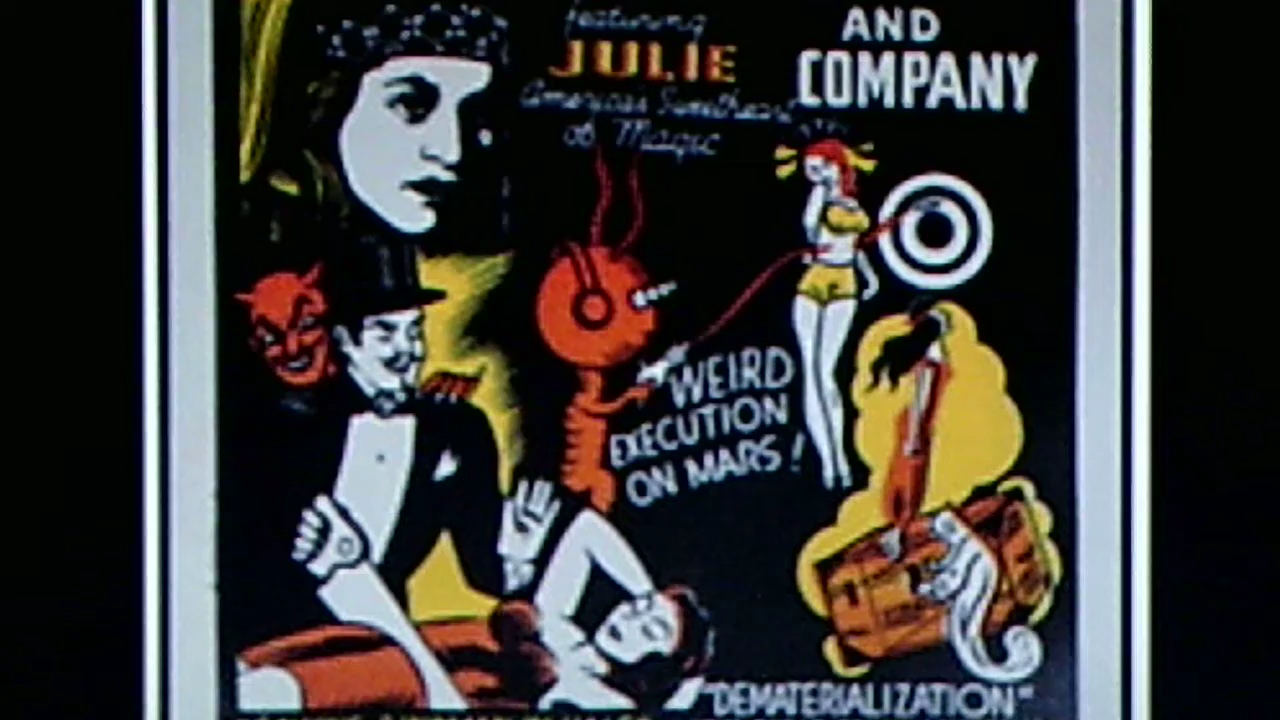 featuring
JULIE
America's Sweetheart
of Magic
AND
COMPANY
WEIRD
EXECUTION
ON MARS!
"DEMATERIALIZATION"